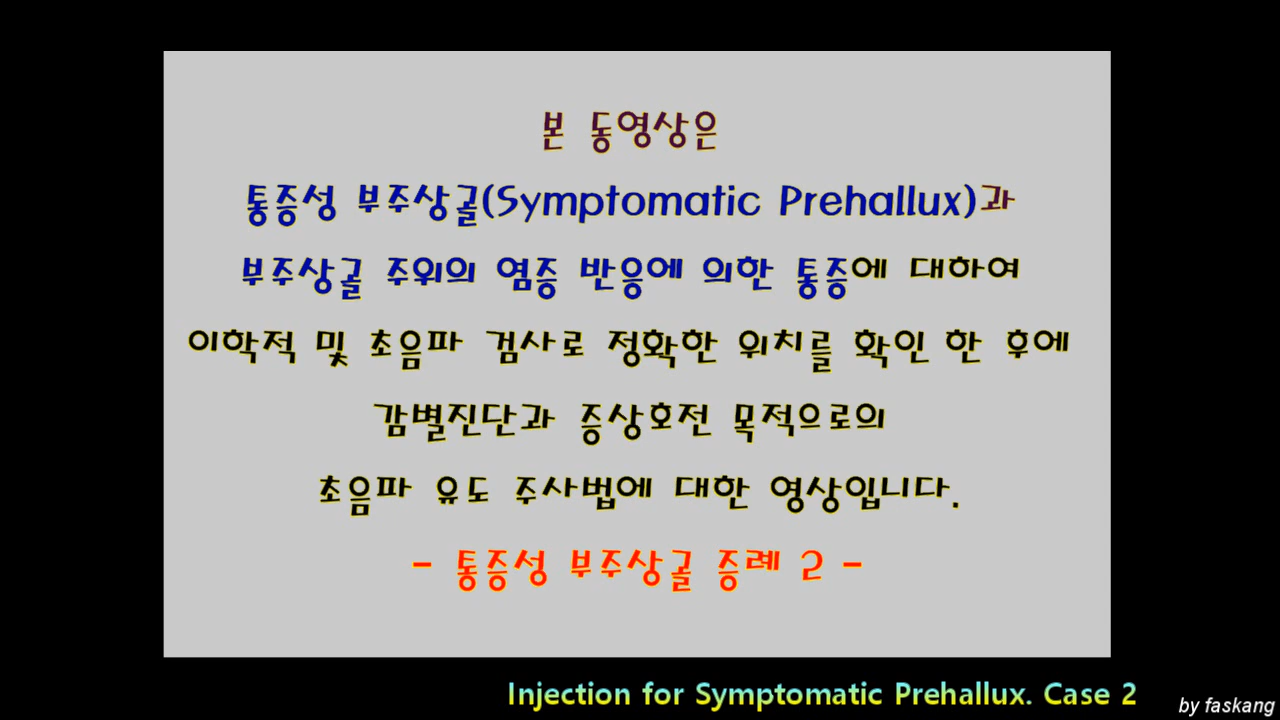 본 동영상은
통증성 부주상골(Symptomatic Prehallux)과
부주상골 주위의 염증 반응에 의한 통증에 대하여
이학적 및 초음파 검사로 정확한 위치를 확인 한 후에
감별진단과 증상호전 목적으로의
초음파 유도 주사법에 대한 영상입니다.
- 통증성 부주상골 증례 2 -
Injection for Symptomatic Prehallux. Case 2
by faskang